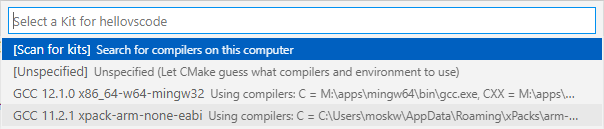 Select a Kit for hellovscode
[Scan for kits] Search for compilers on this computer
[Unspecified] Unspecified (Let CMake guess what compilers and environment to use)
GCC 12.1.0 x86_64-w64-mingw32 Using compilers: C = M:\apps\mingw64\bin\gcc.exe, CXX = M:\apps\...
GCC 11.2.1 xpack-arm-none-eabi Using compilers: C = C:\Users\moskw\AppData\Roaming\xPacks\arm-...